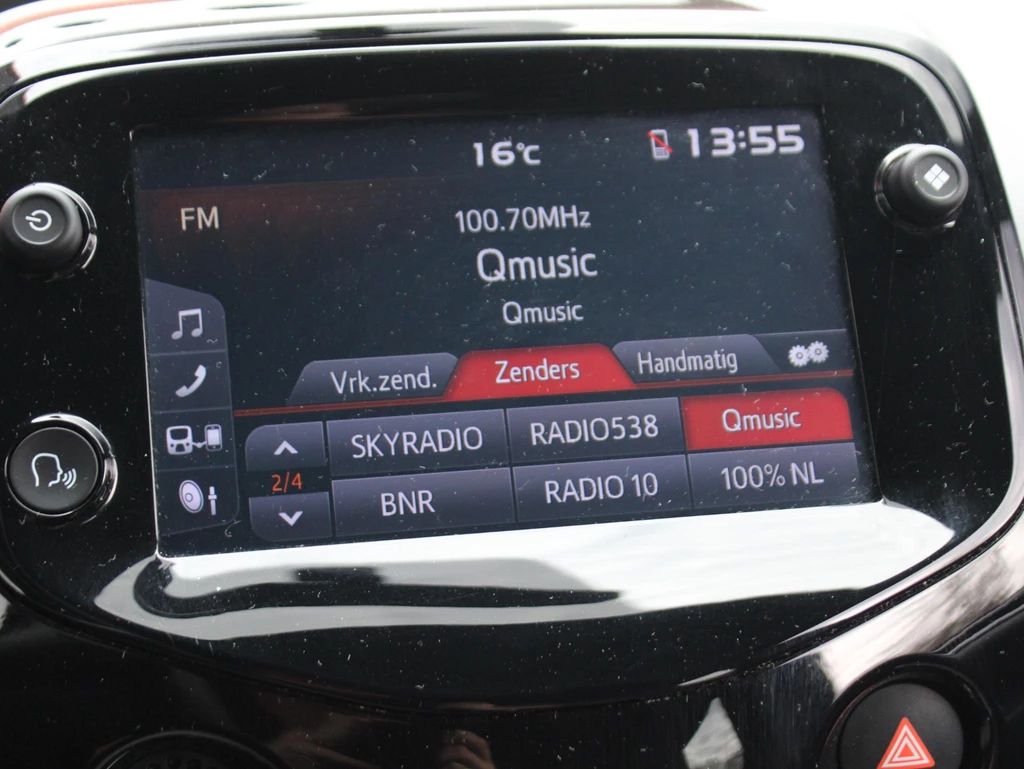 16°C 13:55
FM 100.70MHz
Qmusic
Qmusic
Vrk.zend. Zenders Handmatig
SKYRADIO RADIO538 Qmusic
2/4
BNR RADIO 10 100% NL